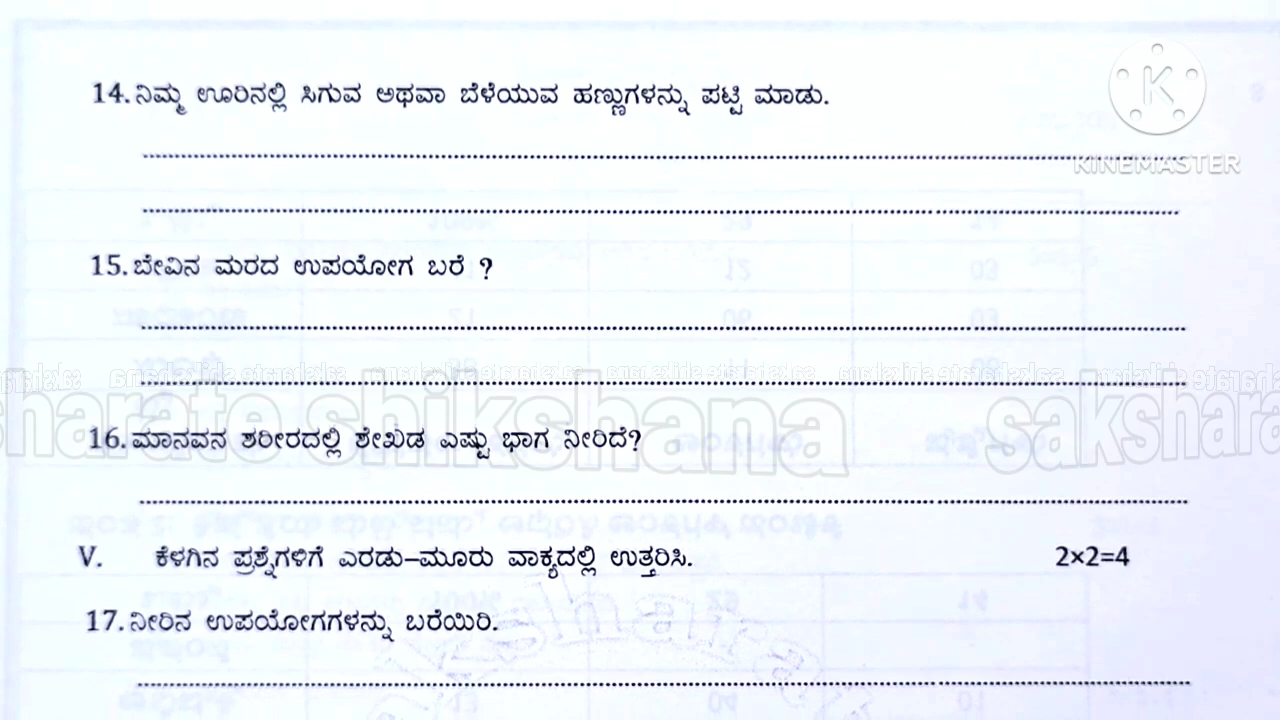 14. ನಿಮ್ಮ ಊರಿನಲ್ಲಿ ಸಿಗುವ ಅಥವಾ ಬೆಳೆಯುವ ಹಣ್ಣುಗಳನ್ನು ಪಟ್ಟಿ ಮಾಡು.
KINEMASTER
15. ಬೇವಿನ ಮರದ ಉಪಯೋಗ ಬರೆ ?
sakshara
sharate shikshana
16. ಮಾನವನ ಶರೀರದಲ್ಲಿ ಶೇಖಡ ಎಷ್ಟು ಭಾಗ ನೀರಿದೆ?
V. ಕೆಳಗಿನ ಪ್ರಶ್ನೆಗಳಿಗೆ ಎರಡು–ಮೂರು ವಾಕ್ಯದಲ್ಲಿ ಉತ್ತರಿಸಿ. 2×2=4
17. ನೀರಿನ ಉಪಯೋಗಗಳನ್ನು ಬರೆಯಿರಿ.